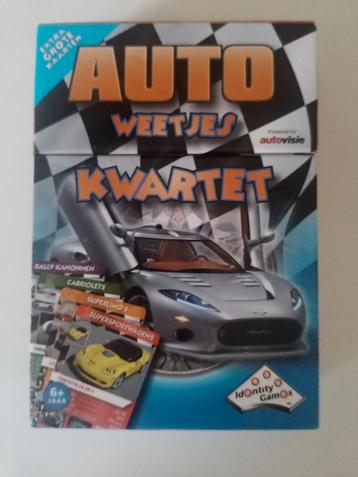 EXTRA
GROTE
KAARTEN
AUTO
WEETJES
Powered by
autovisie
KWARTET
RALLY KANONNEN
CABRIOLETS
SUPERLIMO'S
SUPERSPORTWAGENS
6+
JAAR
Identity
Games